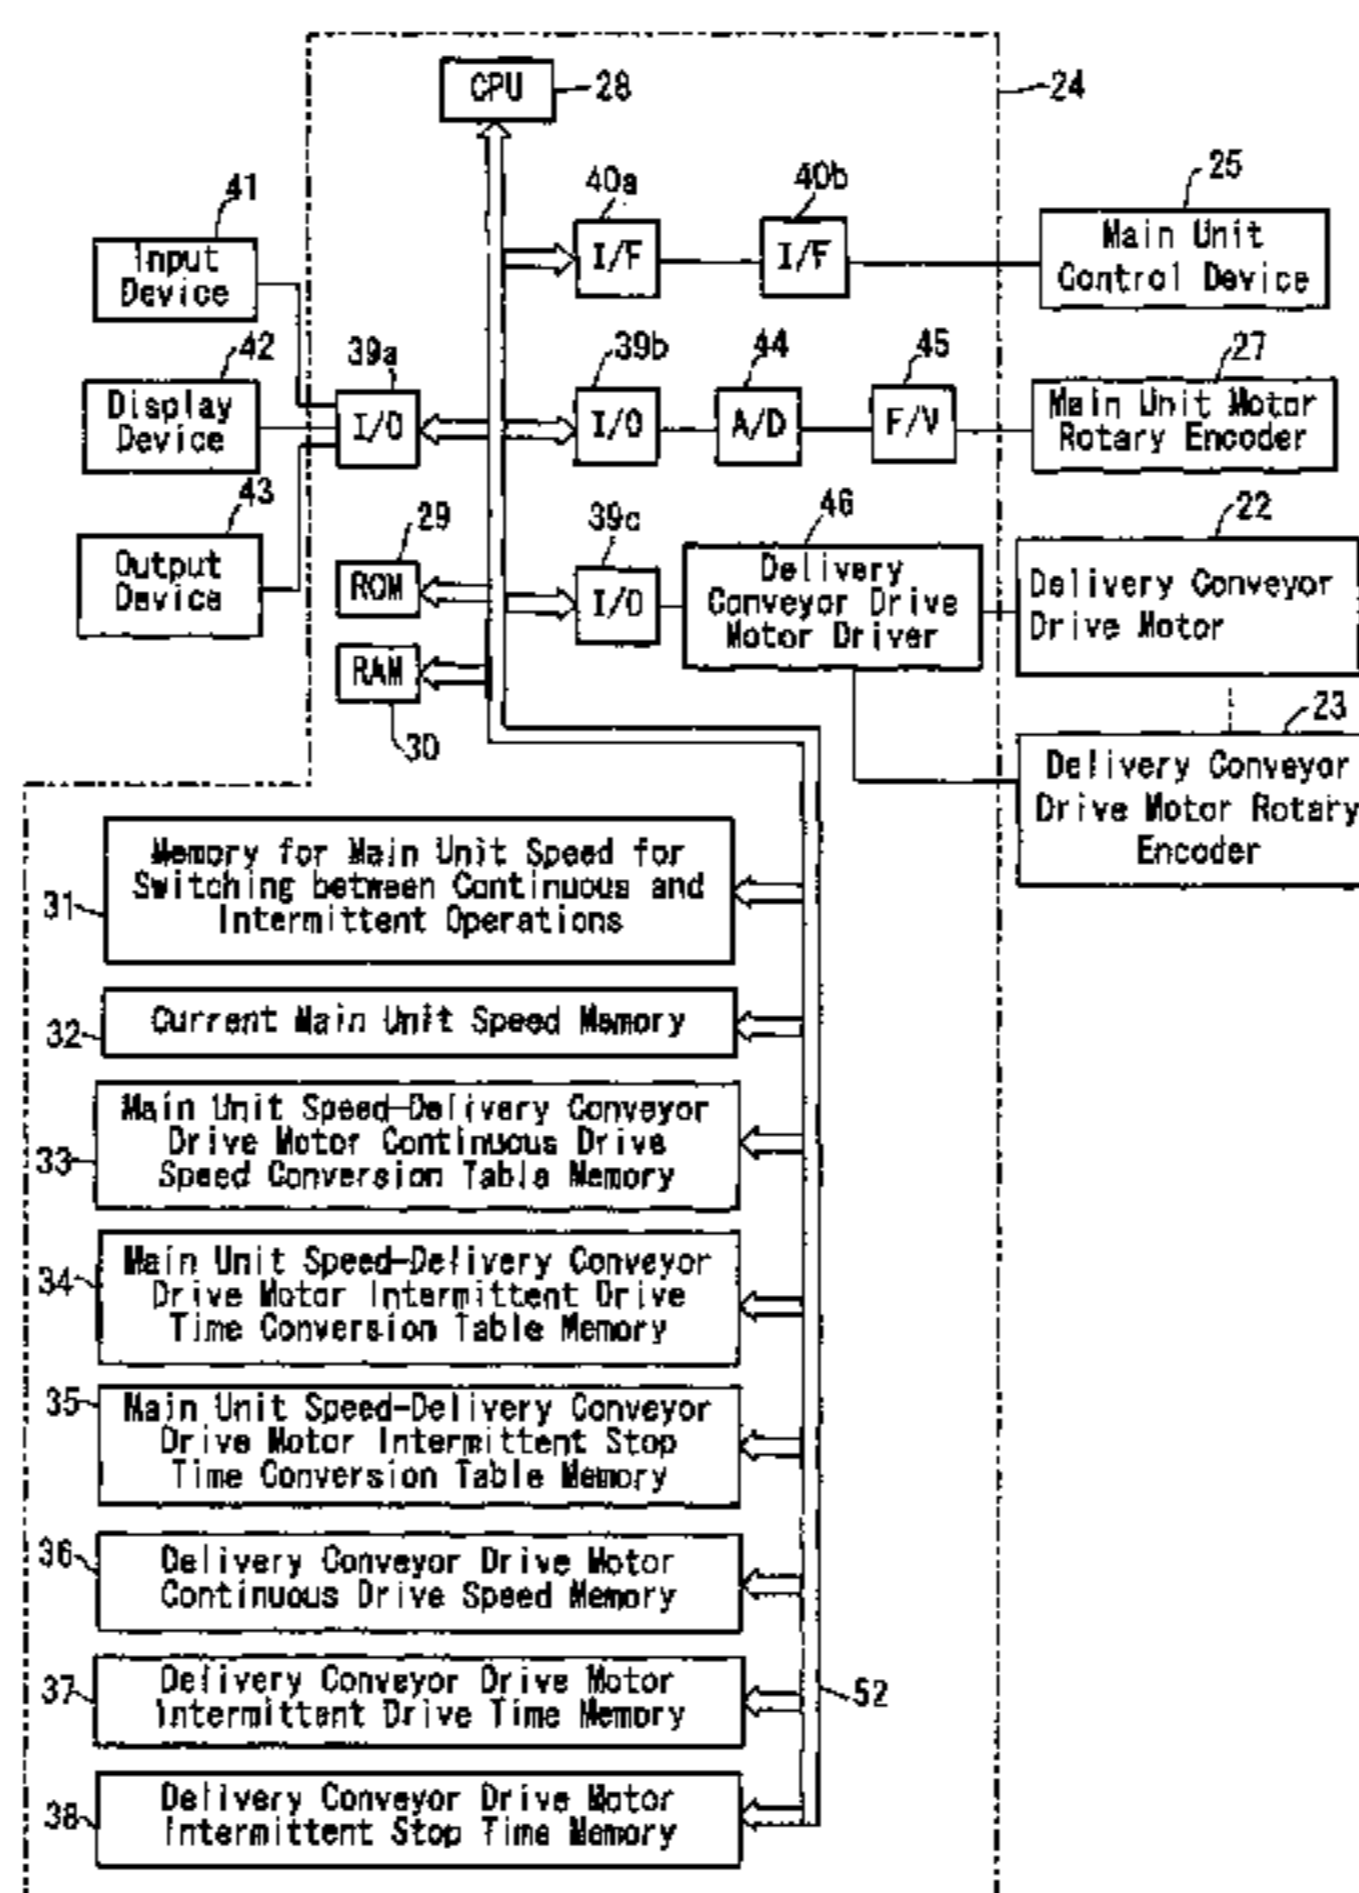 CPU
28
24
41
Input
Device
40a
I/F
40b
I/F
25
Main Unit
Control Device
42
Display
Device
39a
I/O
39b
I/O
44
A/D
45
F/V
27
Main Unit Motor
Rotary Encoder
43
Output
Device
29
ROM
39c
I/O
46
Delivery
Conveyor Drive
Motor Driver
22
Delivery Conveyor
Drive Motor
RAM
30
23
Delivery Conveyor
Drive Motor Rotary
Encoder
31
Memory for Main Unit Speed for
Switching between Continuous and
Intermittent Operations
32
Current Main Unit Speed Memory
33
Main Unit Speed-Delivery Conveyor
Drive Motor Continuous Drive
Speed Conversion Table Memory
34
Main Unit Speed-Delivery Conveyor
Drive Motor Intermittent Drive
Time Conversion Table Memory
35
Main Unit Speed-Delivery Conveyor
Drive Motor Intermittent Stop
Time Conversion Table Memory
36
Delivery Conveyor Drive Motor
Continuous Drive Speed Memory
37
Delivery Conveyor Drive Motor
Intermittent Drive Time Memory
52
38
Delivery Conveyor Drive Motor
Intermittent Stop Time Memory